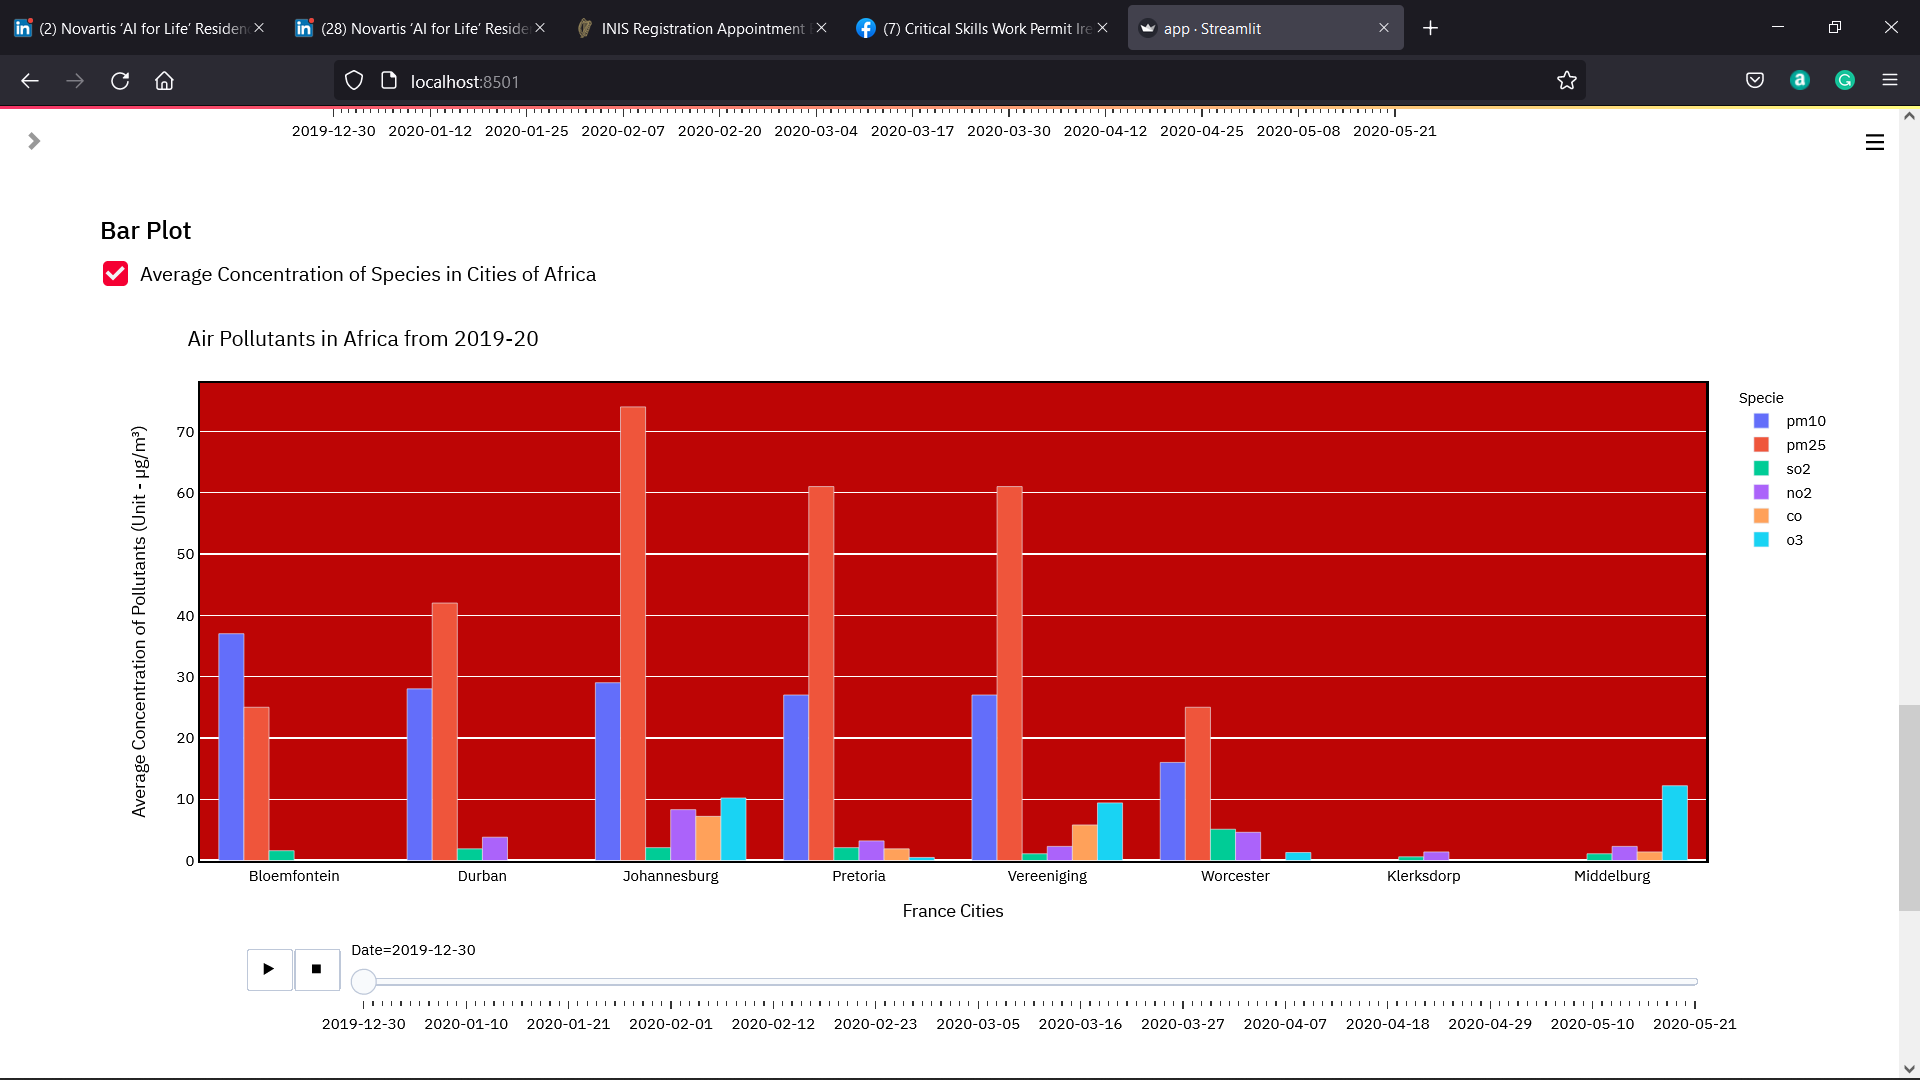 (2) Novartis ‘AI for Life’ Residen
(28) Novartis ‘AI for Life’ Reside
INIS Registration Appointment
(7) Critical Skills Work Permit Ire
app · Streamlit
localhost:8501
2019-12-30 2020-01-12 2020-01-25 2020-02-07 2020-02-20 2020-03-04 2020-03-17 2020-03-30 2020-04-12 2020-04-25 2020-05-08 2020-05-21
Bar Plot
Average Concentration of Species in Cities of Africa
Air Pollutants in Africa from 2019-20
Average Concentration of Pollutants (Unit - µg/m³)
70
60
50
40
30
20
10
0
Specie
pm10
pm25
so2
no2
co
o3
Bloemfontein Durban Johannesburg Pretoria Vereeniging Worcester Klerksdorp Middelburg
France Cities
Date=2019-12-30
2019-12-30 2020-01-10 2020-01-21 2020-02-01 2020-02-12 2020-02-23 2020-03-05 2020-03-16 2020-03-27 2020-04-07 2020-04-18 2020-04-29 2020-05-10 2020-05-21